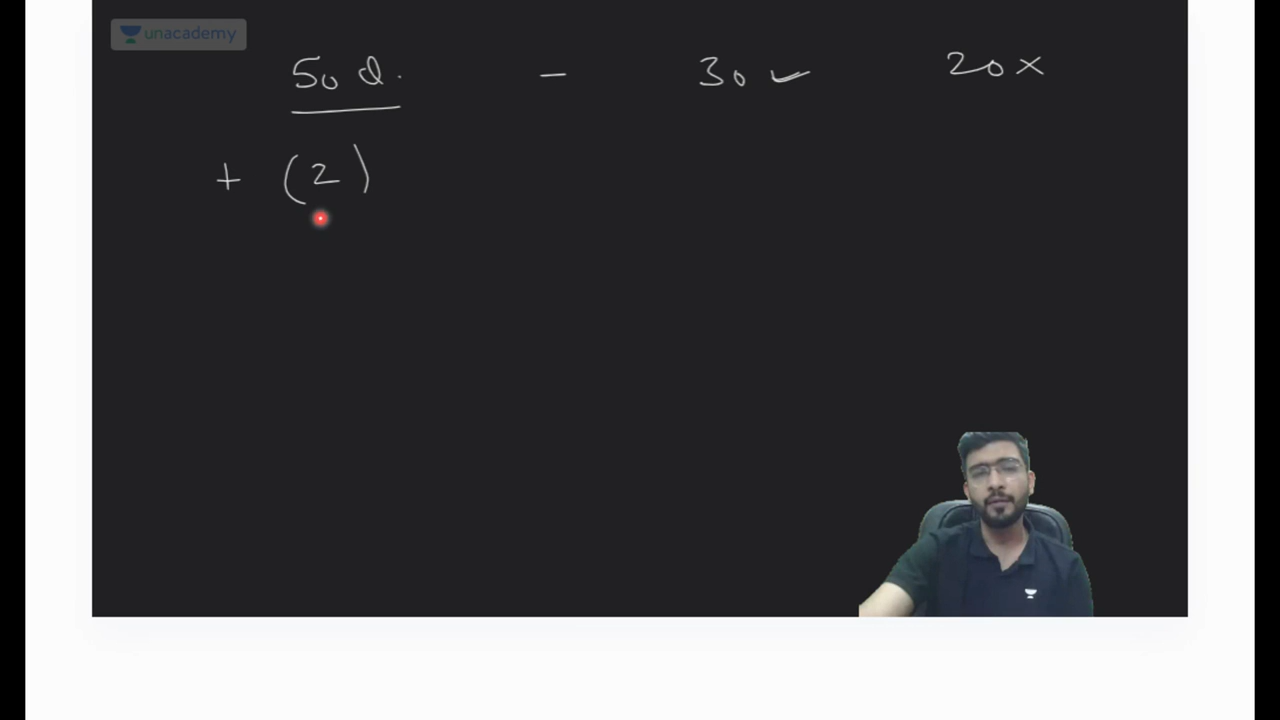 unacademy
50 d. - 30 ✓ 20 ×
+ (2)